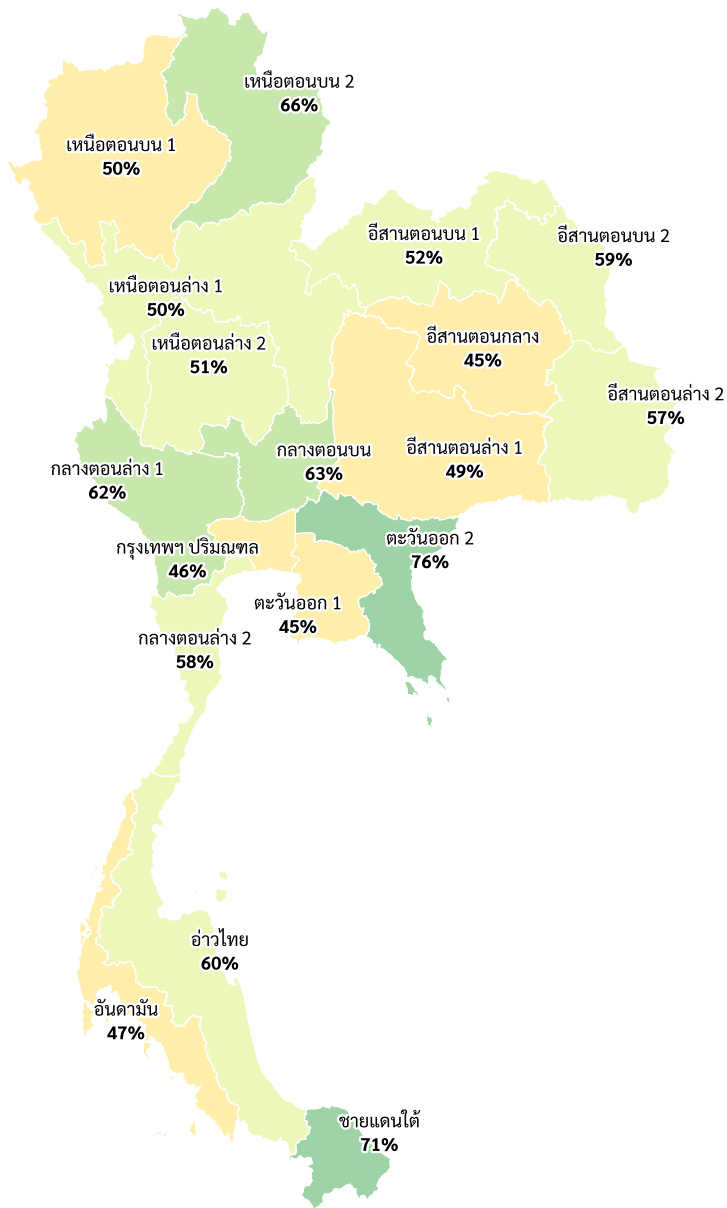 เหนือตอนบน 2
66%
เหนือตอนบน 1
50%
อีสานตอนบน 1
52%
อีสานตอนบน 2
59%
เหนือตอนล่าง 1
50%
เหนือตอนล่าง 2
51%
อีสานตอนกลาง
45%
อีสานตอนล่าง 2
57%
กลางตอนบน
63%
อีสานตอนล่าง 1
49%
กลางตอนล่าง 1
62%
ตะวันออก 2
76%
กรุงเทพฯ ปริมณฑล
46%
ตะวันออก 1
45%
กลางตอนล่าง 2
58%
อ่าวไทย
60%
อันดามัน
47%
ชายแดนใต้
71%